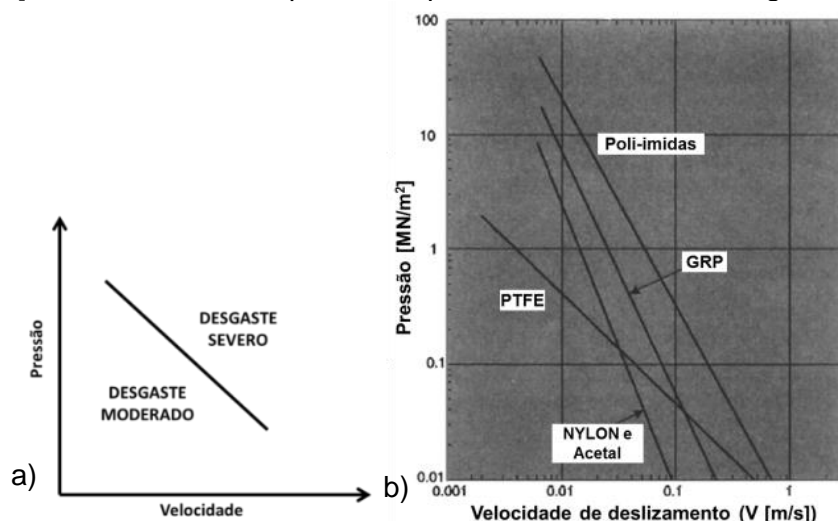 a)
Pressão
DESGASTE
SEVERO
DESGASTE
MODERADO
Velocidade
b)
Pressão [MN/m²]
100
10
1
0.1
0.01
Poli-imidas
GRP
PTFE
NYLON e
Acetal
0.001
0.01
0.1
1
Velocidade de deslizamento (V [m/s])